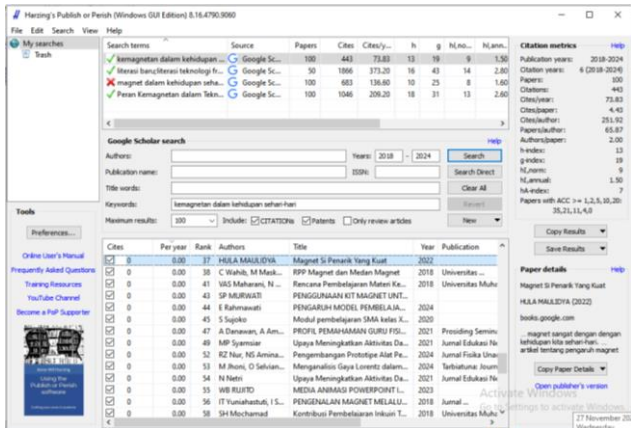 Harzing's Publish or Perish (Windows GUI Edition) 8.16.4790.9060
File Edit Search View Help
My searches
Trash
Search terms Source Papers Cites Cites/y... h g hI,no... hI,ann...
kemagnetan dalam kehidupan ... Google Sc... 100 443 73.83 13 19 9 1.50
literasi banz;literasi teknologi fr... Google Sc... 50 1866 373.20 16 43 14 2.80
magnet dalam kehidupan seha... Google Sc... 100 683 136.60 10 25 8 1.60
Peran Kemagnetan dalam Tekn... Google Sc... 100 1046 209.20 18 31 13 2.60
Google Scholar search Help
Authors: Years: 2018 - 2024 Search
Publication name: ISSN: Search Direct
Title words: Clear All
Keywords: kemagnetan dalam kehidupan sehari-hari Revert
Maximum results: 100 Include: CITATIONs Patents Only review articles New
Cites Per year Rank Authors Title Year Publication
0 0.00 37 HULA MAULIDYA Magnet Si Penarik Yang Kuat 2022
0 0.00 38 C Wahib, M Mask... RPP Magnet dan Medan Magnet 2018 Universitas ...
0 0.00 41 VAS Maharani, N ... Rencana Pembelajaran Materi Ke... 2018 Universitas Muhu
0 0.00 43 SP MURWATI PENGGUNAAN KIT MAGNET UNT...
0 0.00 44 E Rahmawati PENGARUH MODEL PEMBELAJA... 2024
0 0.00 45 S Sujoko Modul pembelajaran SMA kelas X... 2020
0 0.00 47 A Danawan, A Am... PROFIL PEMAHAMAN GURU FISI... 2021 Prosiding Semina
0 0.00 49 MP Syamsiar Upaya Meningkatkan Aktivitas Da... 2021 Jurnal Edukasi Ne
0 0.00 52 RZ Nur, NS Amina... Pengembangan Prototipe Alat Pe... 2024 Jurnal Fisika Unan
0 0.00 53 M Jhoni, O Selvian... Menganalisis Gaya Lorentz dalam... 2024 Tarbiatuna: Journ
0 0.00 54 N Netri Upaya Meningkatkan Aktivitas Da... 2021 Jurnal Edukasi Ne
0 0.00 55 WB RIJITO MEDIA ANIMASI POWERPOINT I... 2023
0 0.00 56 IT Yuniahastuti, I S... PENGENALAN MAGNET MELALU... 2018 Jurnal ...
0 0.00 58 SH Mochamad Kontribusi Pembelajaran Inkuiri T... 2018 Universitas Muhu
Tools
Preferences...
Online User's Manual
Frequently Asked Questions
Training Resources
YouTube Channel
Become a PoP Supporter
Using the
Publish or Perish
software
Citation metrics Help
Publication years: 2018-2024
Citation years: 6 (2018-2024)
Papers: 100
Citations: 443
Cites/year: 73.83
Cites/paper: 4.43
Cites/author: 251.92
Papers/author: 65.87
Authors/paper: 2.00
h-index: 13
g-index: 19
hI,norm: 9
hI,annual: 1.50
hA-index: 7
Papers with ACC >= 1,2,5,10,20:
35,21,11,4,0
Copy Results
Save Results
Paper details Help
Magnet Si Penarik Yang Kuat
HULA MAULIDYA (2022)
books.google.com
... magnet sangat dengan dengan
kehidupan kita sehari-hari. ...
artikel tentang pengaruh magnet
Copy Paper Details
Open publisher's version
Activate Windows
Go to Settings to activate Windows.
27 November 202
Wednesday